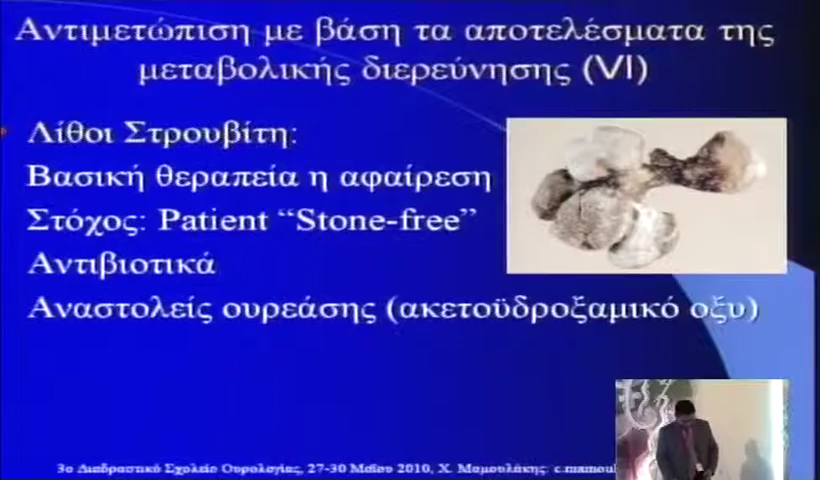 Αντιμετώπιση με βάση τα αποτελέσματα της
μεταβολικής διερεύνησης (VI)
Λίθοι Στρουβίτη:
Βασική θεραπεία η αφαίρεση
Στόχος: Patient “Stone-free”
Αντιβιοτικά
Αναστολείς ουρεάσης (ακετοϋδροξαμικό οξυ)
3ο Διαδραστικό Σχολείο Ουρολογίας, 27-30 Μαΐου 2010, Χ. Μαμουλάκης: